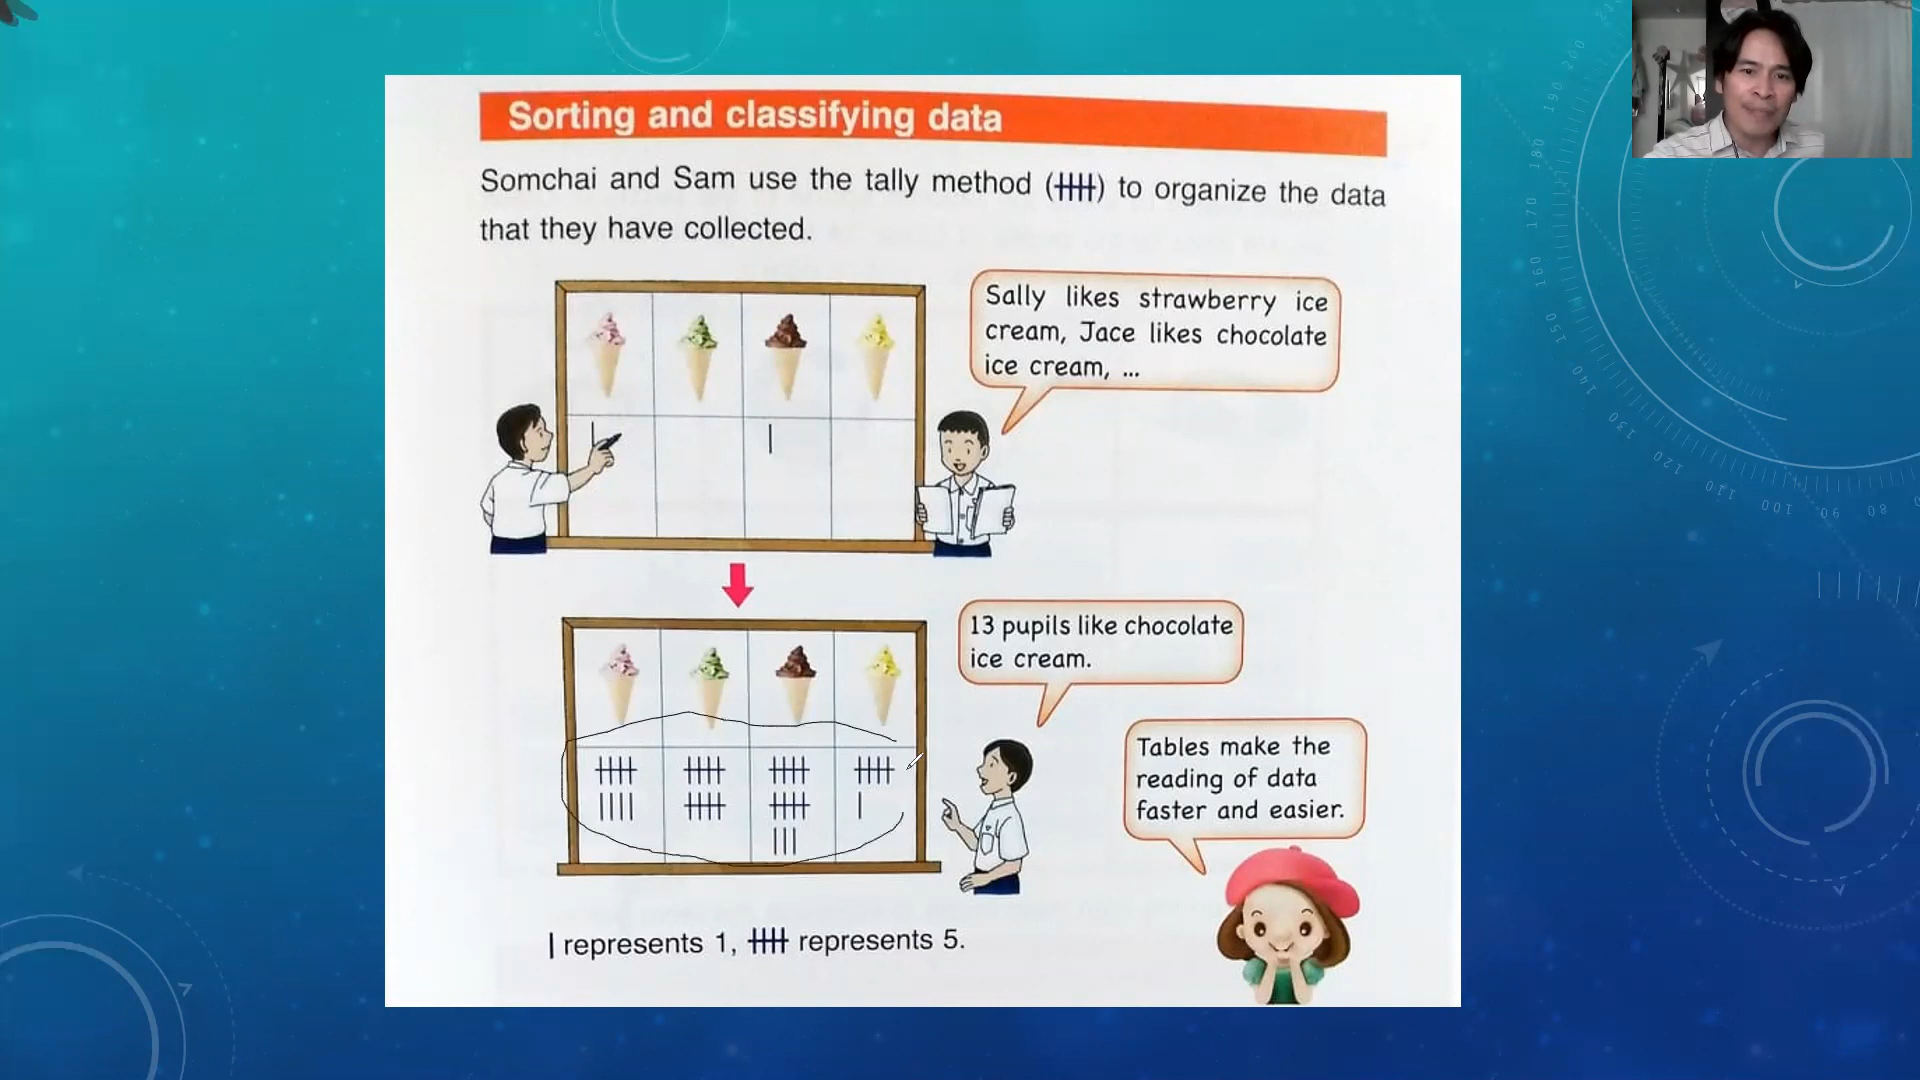 Sorting and classifying data
Somchai and Sam use the tally method (卌) to organize the data
that they have collected.
Sally likes strawberry ice
cream, Jace likes chocolate
ice cream, ...
13 pupils like chocolate
ice cream.
Tables make the
reading of data
faster and easier.
| represents 1, 卌 represents 5.